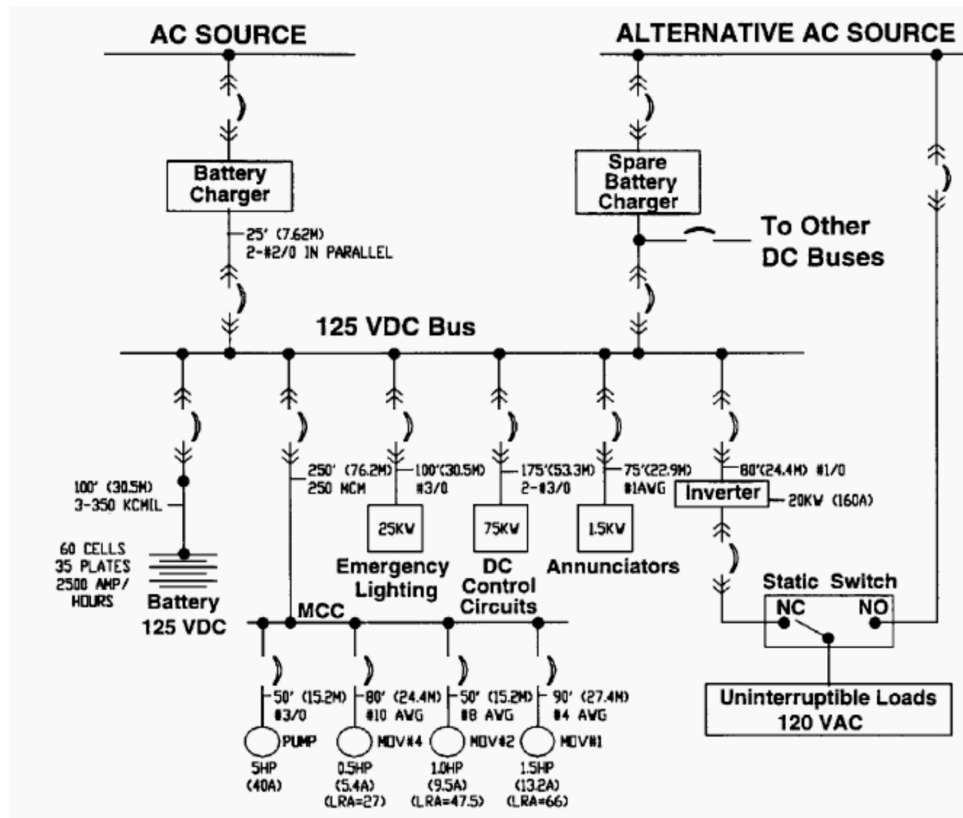 AC SOURCE
ALTERNATIVE AC SOURCE
Battery
Charger
Spare
Battery
Charger
25' (7.62M)
2-#2/0 IN PARALLEL
To Other
DC Buses
125 VDC Bus
100' (30.5M)
3-350 KCMIL
250' (76.2M)
250 MCM
100'(30.5M)
#3/0
175'(53.3M)
2-#3/0
75'(22.9M)
#1AWG
80'(24.4M) #1/0
Inverter
20KW (160A)
60 CELLS
35 PLATES
2500 AMP/
HOURS
Battery
125 VDC
25KW
Emergency
Lighting
75KW
DC
Control
Circuits
1.5KW
Annunciators
Static Switch
NC
NO
MCC
Uninterruptible Loads
120 VAC
50' (15.2M)
#3/0
PUMP
5HP
(40A)
80' (24.4M)
#10 AWG
MOV#4
0.5HP
(5.4A)
(LRA=27)
50' (15.2M)
#8 AWG
MOV#2
1.0HP
(9.5A)
(LRA=47.5)
90' (27.4M)
#4 AWG
MOV#1
1.5HP
(13.2A)
(LRA=66)